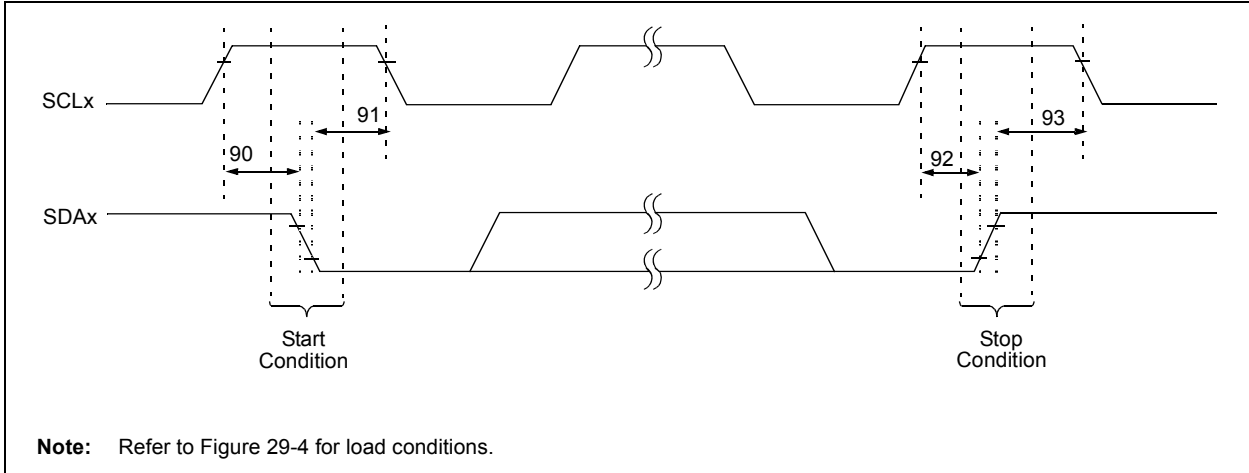 SCLx
91
93
90
92
SDAx
Start
Condition
Stop
Condition
Note: Refer to Figure 29-4 for load conditions.